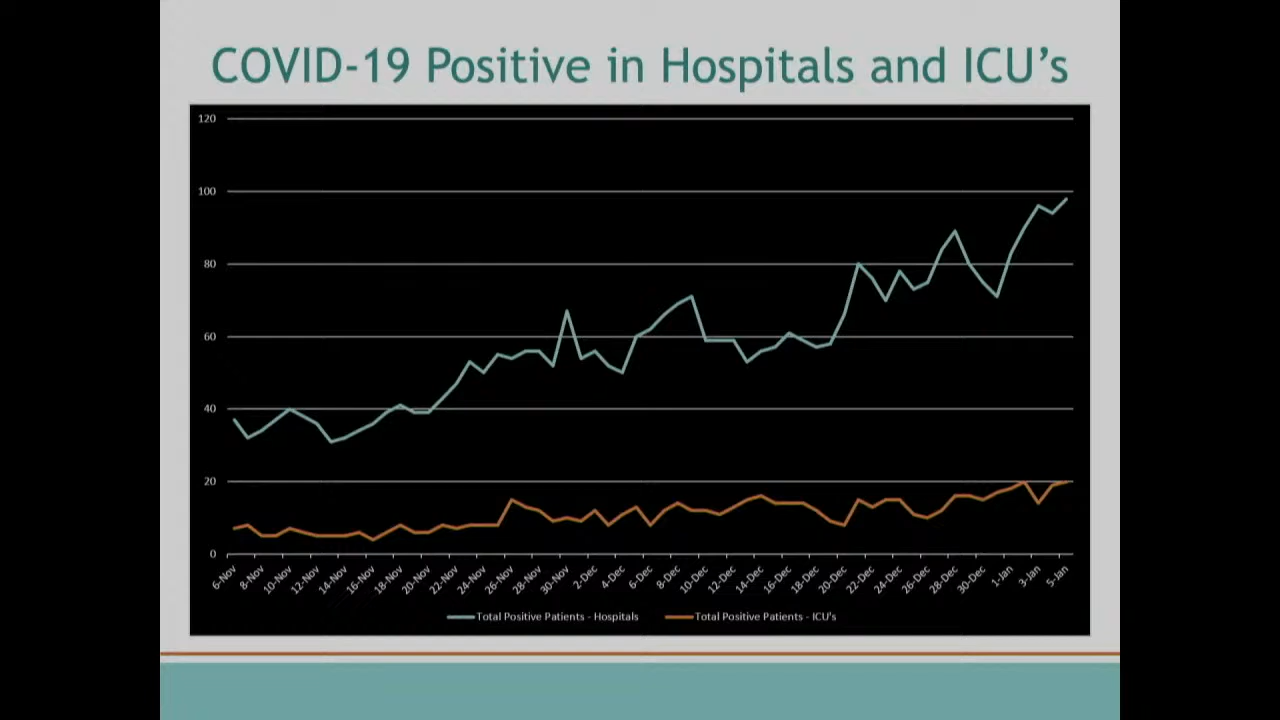 COVID-19 Positive in Hospitals and ICU's
120
100
80
60
40
20
0
6-Nov 8-Nov 10-Nov 12-Nov 14-Nov 16-Nov 18-Nov 20-Nov 22-Nov 24-Nov 26-Nov 28-Nov 30-Nov 2-Dec 4-Dec 6-Dec 8-Dec 10-Dec 12-Dec 14-Dec 16-Dec 18-Dec 20-Dec 22-Dec 24-Dec 26-Dec 28-Dec 30-Dec 1-Jan 3-Jan 5-Jan
Total Positive Patients - Hospitals Total Positive Patients - ICU's